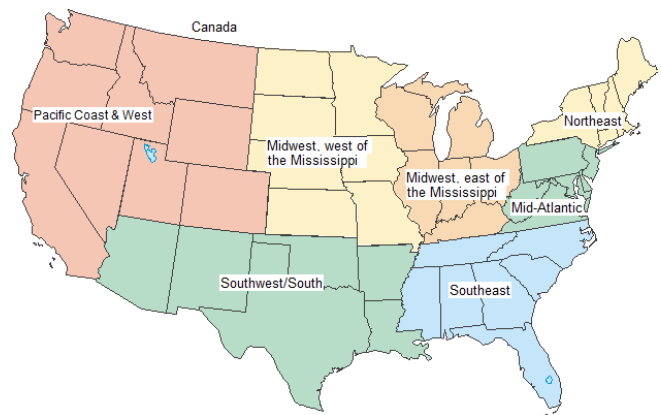 Canada
Pacific Coast & West
Northeast
Midwest, west of
the Mississippi
Midwest, east of
the Mississippi
Mid-Atlantic
Southwest/South
Southeast